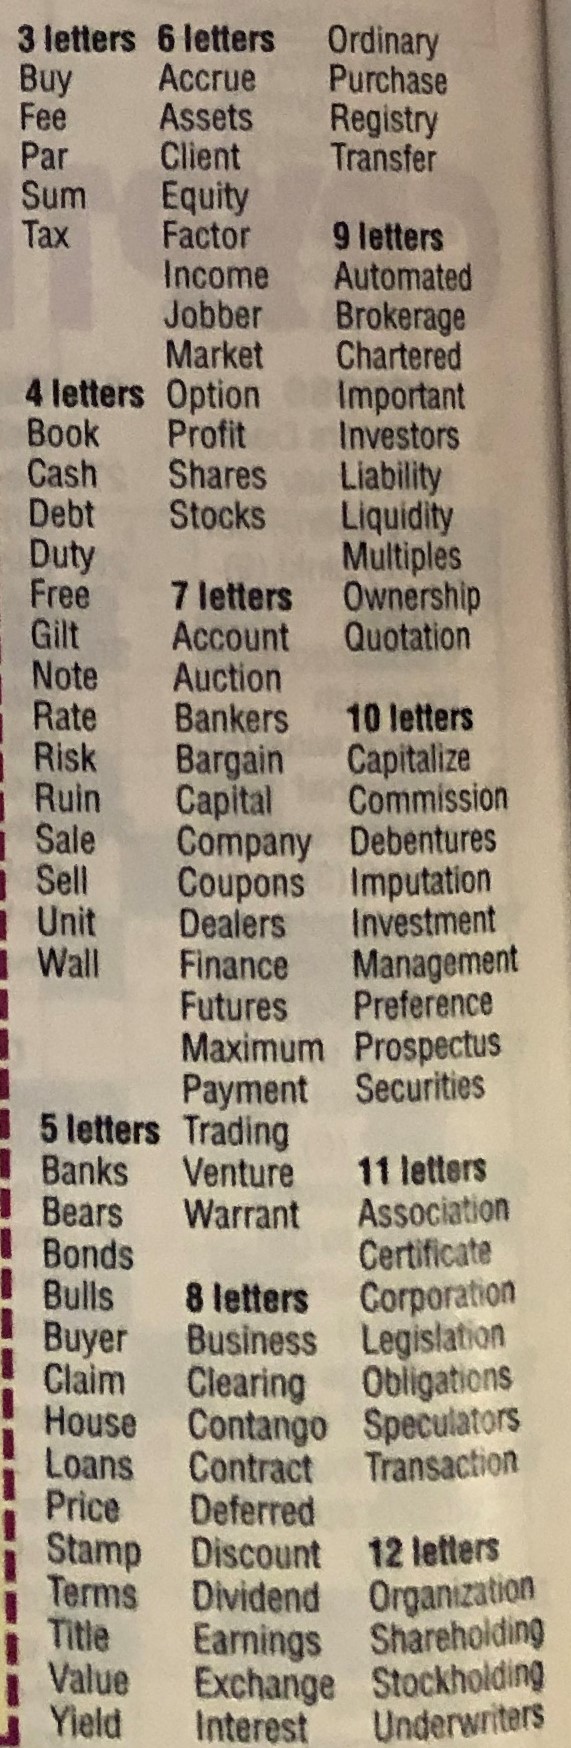 3 letters
Buy
Fee
Par
Sum
Tax
4 letters
Book
Cash
Debt
Duty
Free
Gilt
Note
Rate
Risk
Ruin
Sale
Sell
Unit
Wall
5 letters
Banks
Bears
Bonds
Bulls
Buyer
Claim
House
Loans
Price
Stamp
Terms
Title
Value
Yield
6 letters
Accrue
Assets
Client
Equity
Factor
Income
Jobber
Market
Option
Profit
Shares
Stocks
7 letters
Account
Auction
Bankers
Bargain
Capital
Company
Coupons
Dealers
Finance
Futures
Maximum
Payment
Trading
Venture
Warrant
8 letters
Business
Clearing
Contango
Contract
Deferred
Discount
Dividend
Earnings
Exchange
Interest
Ordinary
Purchase
Registry
Transfer
9 letters
Automated
Brokerage
Chartered
Important
Investors
Liability
Liquidity
Multiples
Ownership
Quotation
10 letters
Capitalize
Commission
Debentures
Imputation
Investment
Management
Preference
Prospectus
Securities
11 letters
Association
Certificate
Corporation
Legislation
Obligations
Speculators
Transaction
12 letters
Organization
Shareholding
Stockholding
Underwriters